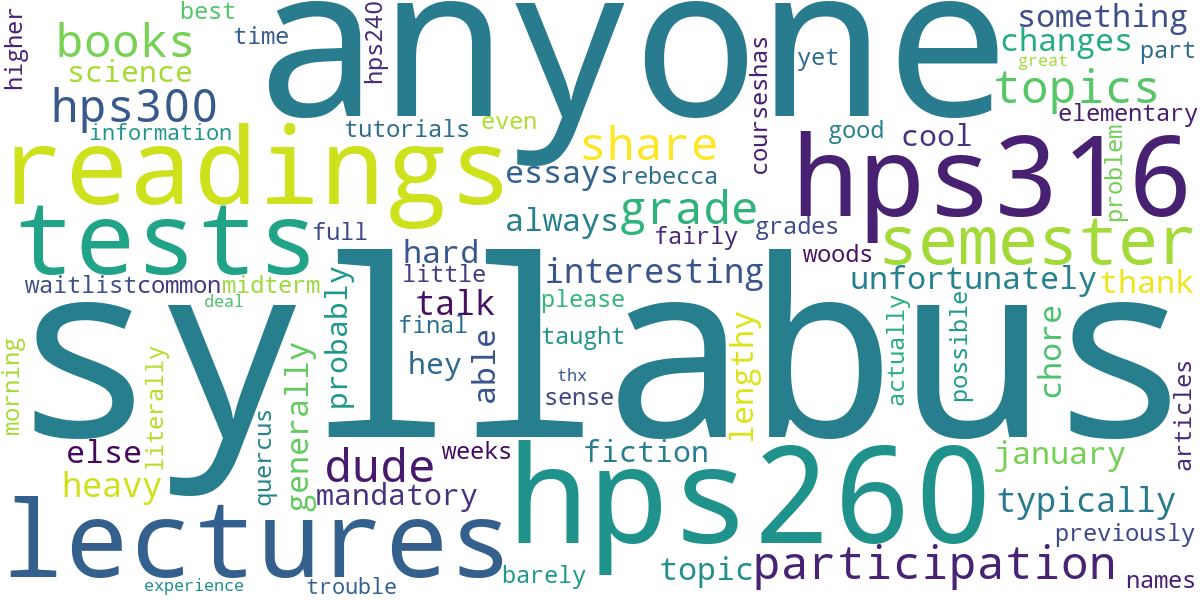 higher
best
time
hps240
anyone
something
books
changes
yet
part
science
great
topics
hps300
courseshas
elementary
information
tutorials
even
share
good
cool
hps316
problem
readings
essays
rebecca
tests
always
grade
grades
semester
full
hard
fairly
woods
waitlist
common
midterm
little
interesting
unfortunately
thank
deal
probably
talk
please
syllabus
final
taught
able
hey
lengthy
actually
possible
chore
morning
literally
generally
thx
sense
articles
else
quercus
dude
weeks
fiction
hps260
january
heavy
mandatory
typically
lectures
previously
barely
topic
participation
names
experience
trouble